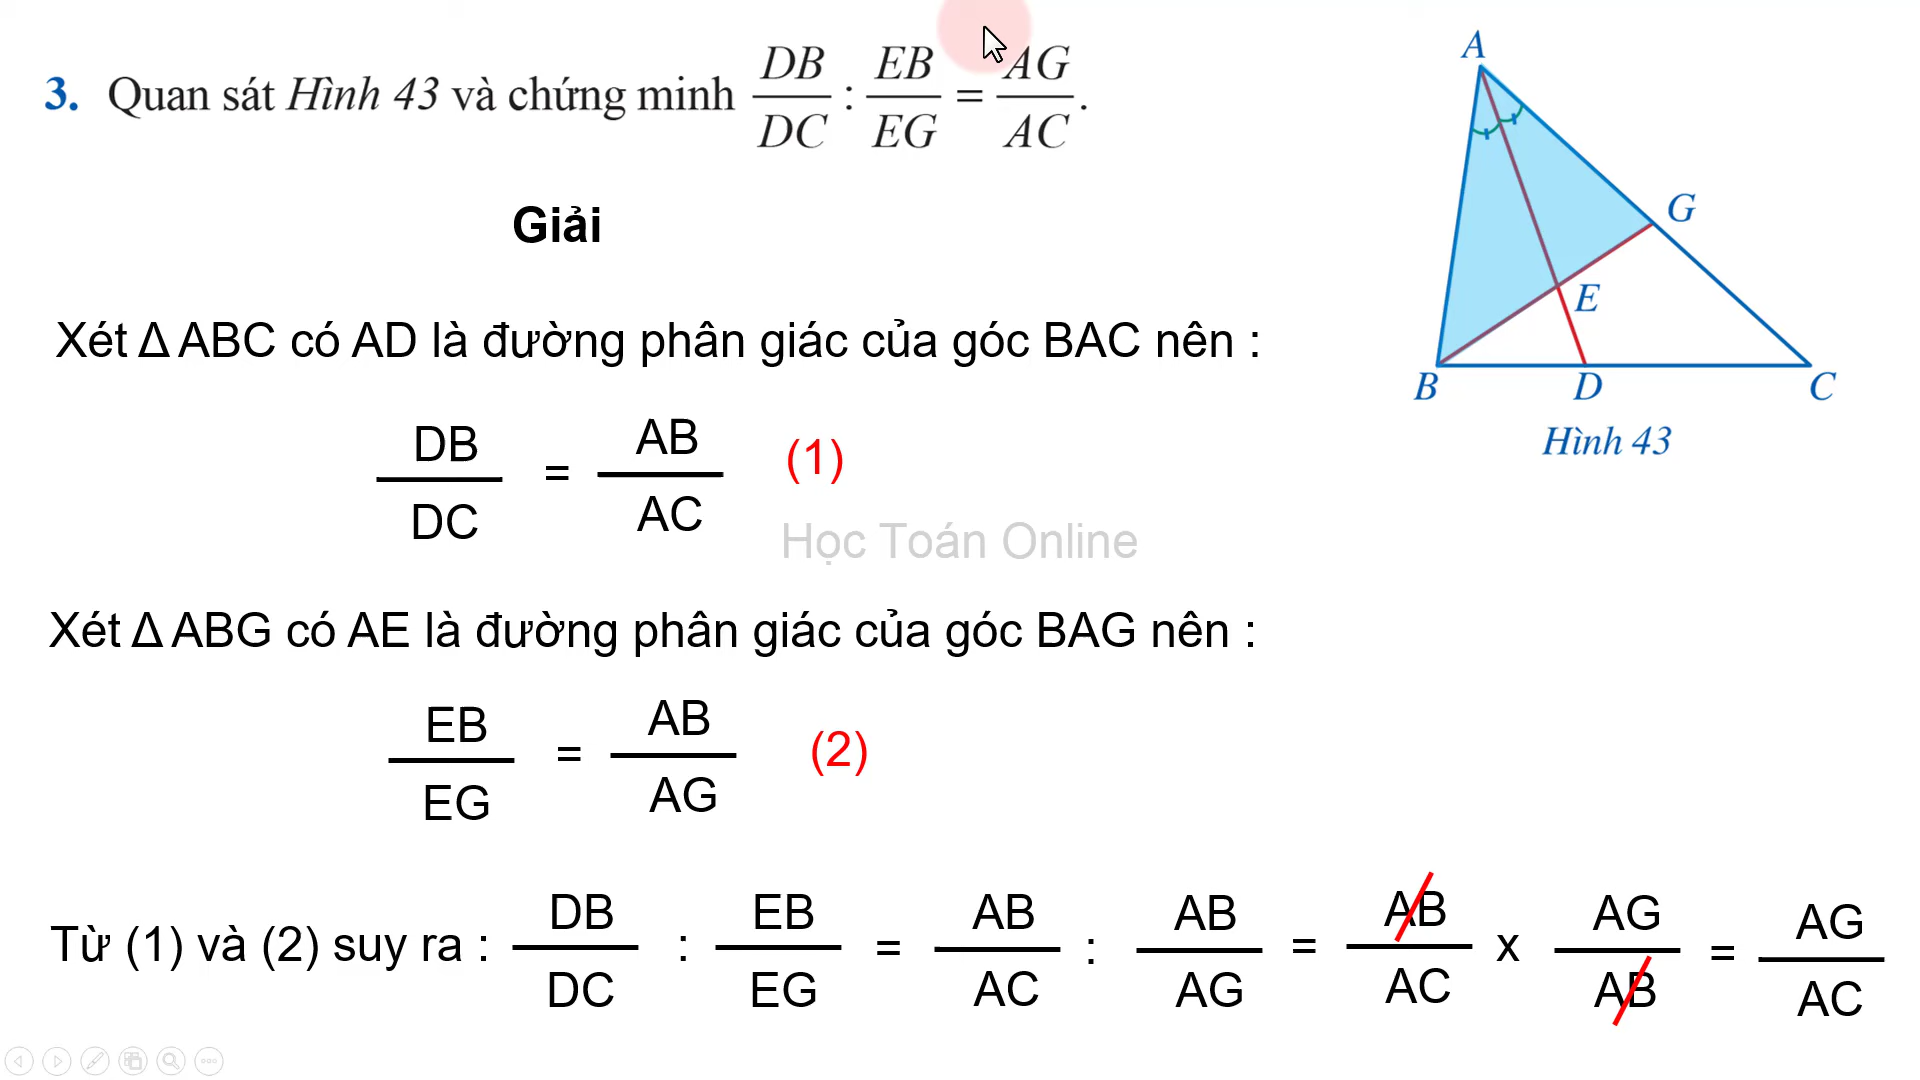 3. Quan sát Hình 43 và chứng minh DB/DC : EB/EG = AG/AC.
A
G
E
B
D
C
Hình 43
Giải
Xét Δ ABC có AD là đường phân giác của góc BAC nên :
DB/DC = AB/AC (1)
Học Toán Online
Xét Δ ABG có AE là đường phân giác của góc BAG nên :
EB/EG = AB/AG (2)
Từ (1) và (2) suy ra : DB/DC : EB/EG = AB/AC : AB/AG = AB/AC x AG/AB = AG/AC